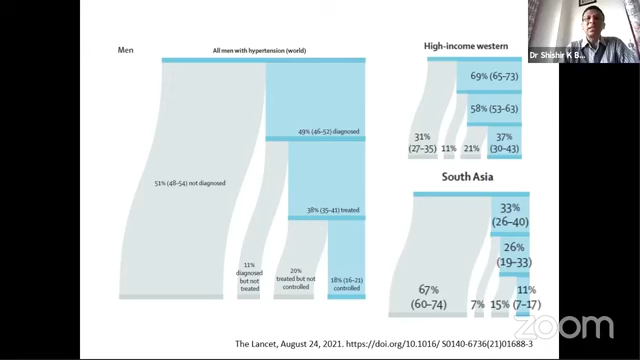 Men
All men with hypertension (world)
49% (46–52) diagnosed
51% (48–54) not diagnosed
38% (35–41) treated
11%
diagnosed
but not
treated
20%
treated but not
controlled
18% (16–21)
controlled
High-income western
69% (65–73)
58% (53–63)
31%
(27–35)
11%
21%
37%
(30–43)
South Asia
33%
(26–40)
26%
(19–33)
67%
(60–74)
7%
15%
11%
(7–17)
The Lancet, August 24, 2021. https://doi.org/10.1016/ S0140-6736(21)01688-3
Dr Shishir K B...
zoom